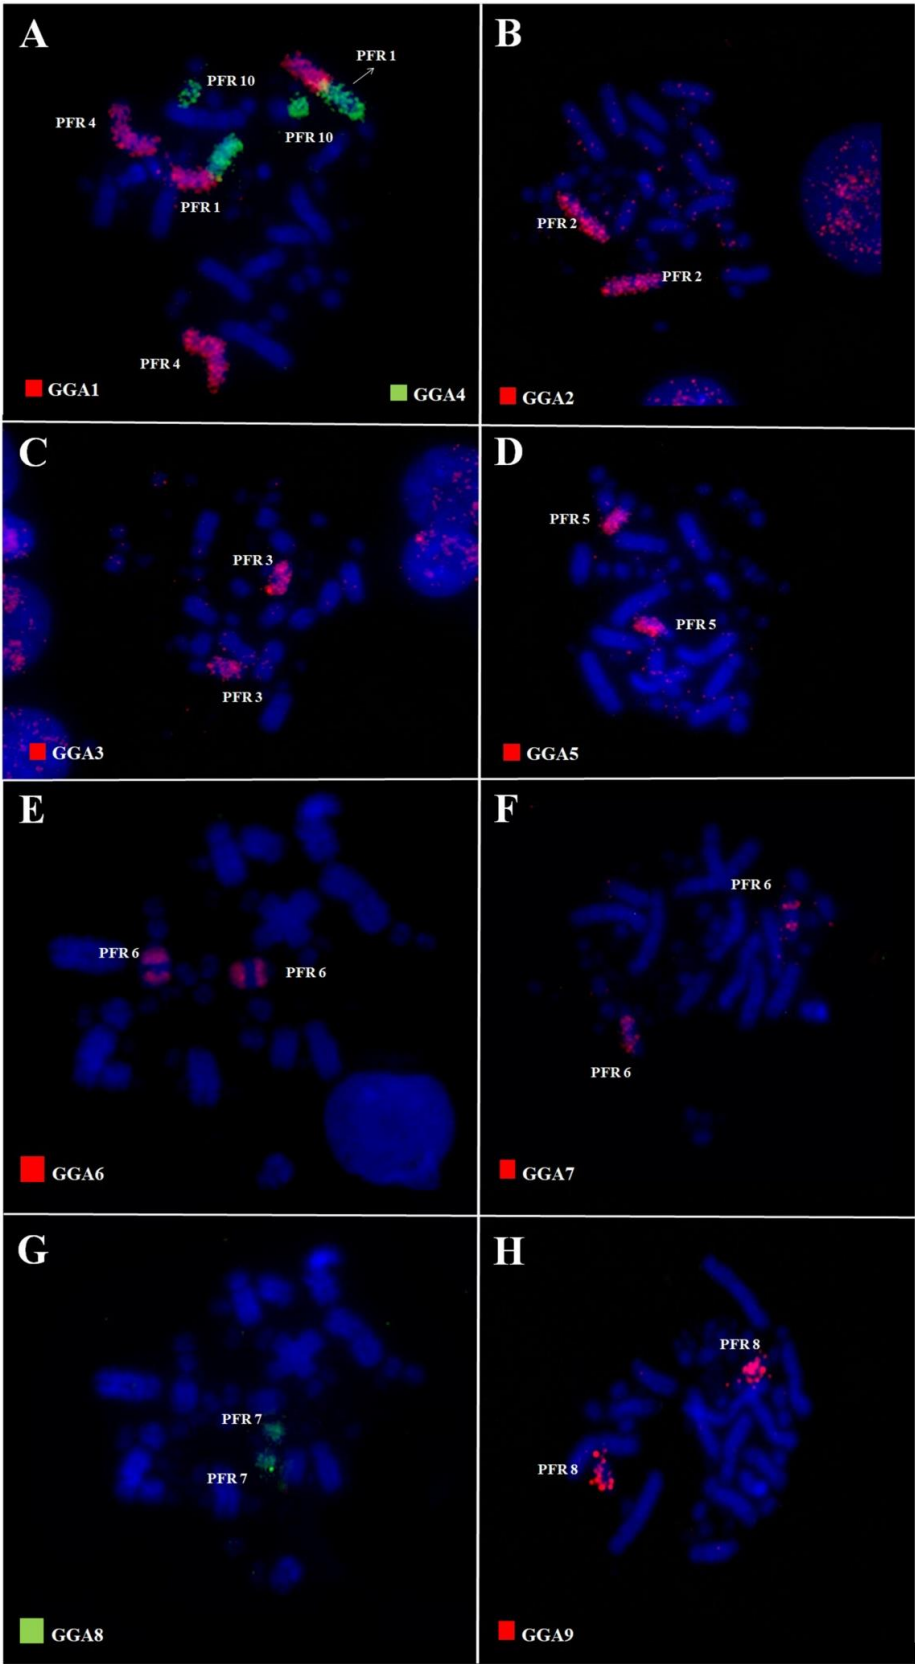 A
PFR 1
PFR 10
PFR 4
PFR 10
PFR 1
PFR 4
GGA1
GGA4
B
PFR 2
PFR 2
GGA2
C
PFR 3
PFR 3
GGA3
D
PFR 5
PFR 5
GGA5
E
PFR 6
PFR 6
GGA6
F
PFR 6
PFR 6
GGA7
G
PFR 7
PFR 7
GGA8
H
PFR 8
PFR 8
GGA9